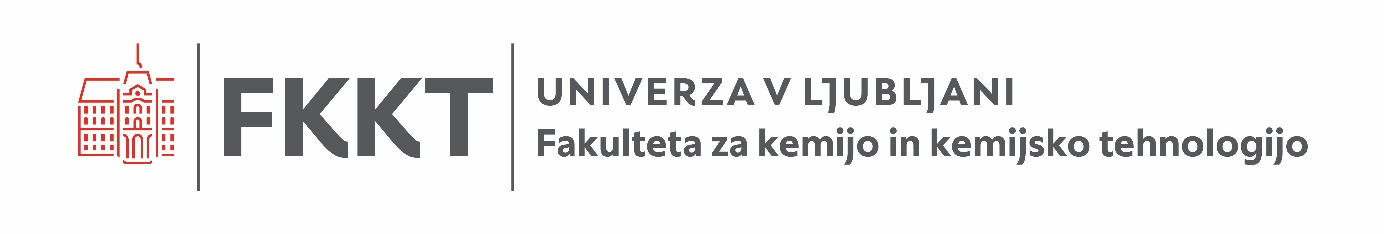 FKKT
UNIVERZA V LJUBLJANI
Fakulteta za kemijo in kemijsko tehnologijo